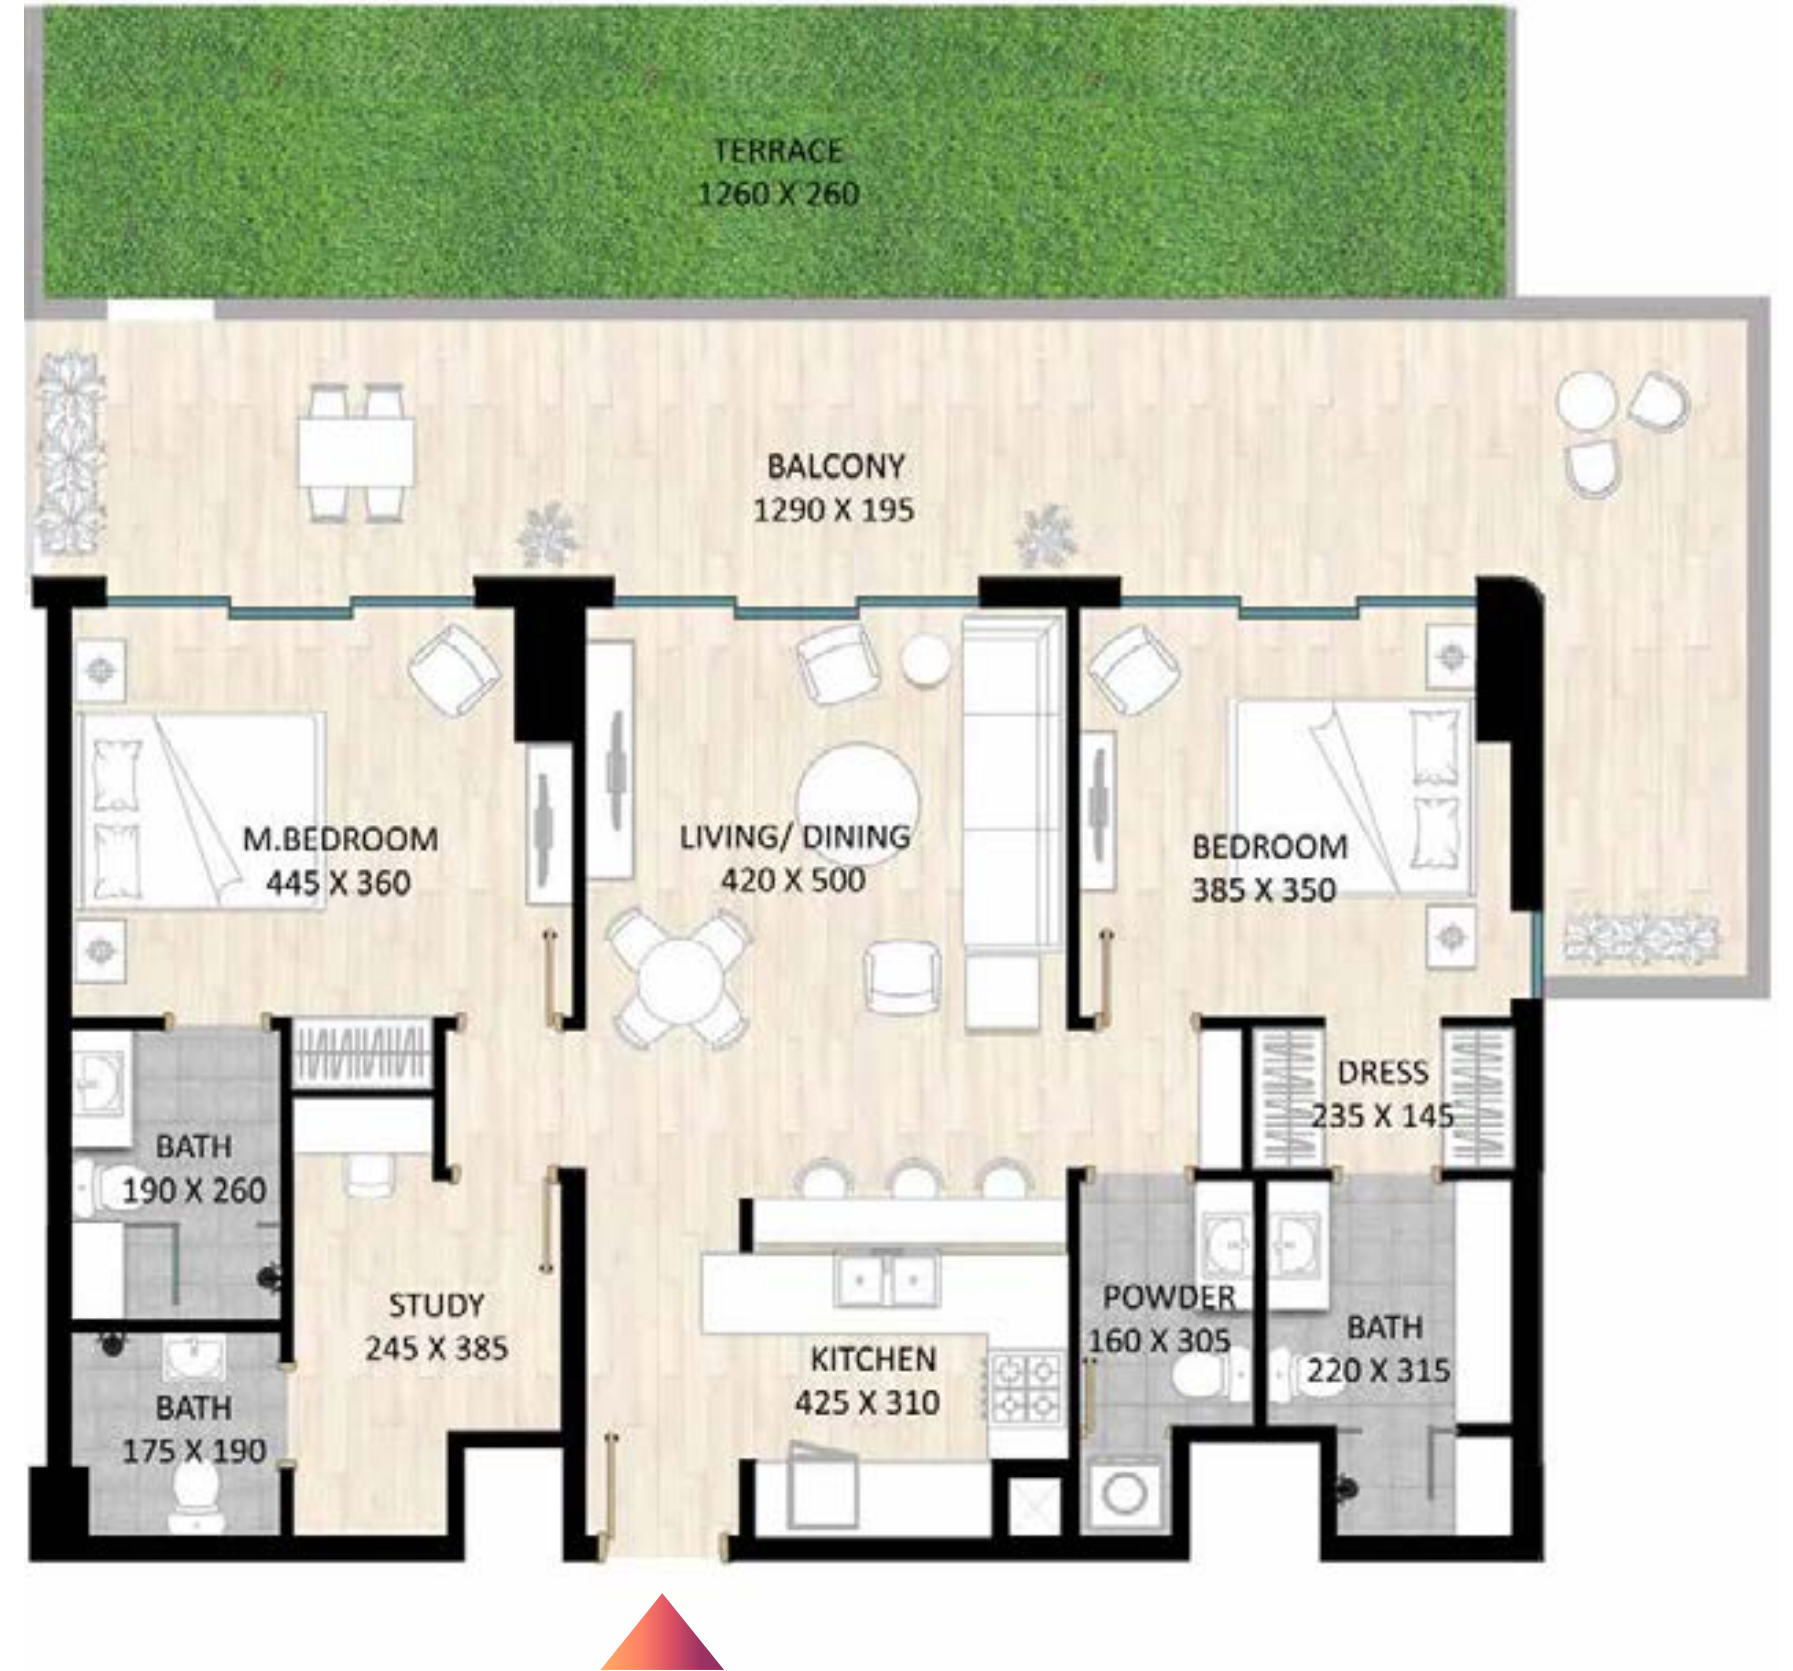 TERRACE
1260 X 260
BALCONY
1290 X 195
M.BEDROOM
445 X 360
LIVING/ DINING
420 X 500
BEDROOM
385 X 350
DRESS
235 X 145
BATH
190 X 260
STUDY
245 X 385
POWDER
160 X 305
BATH
220 X 315
KITCHEN
425 X 310
BATH
175 X 190